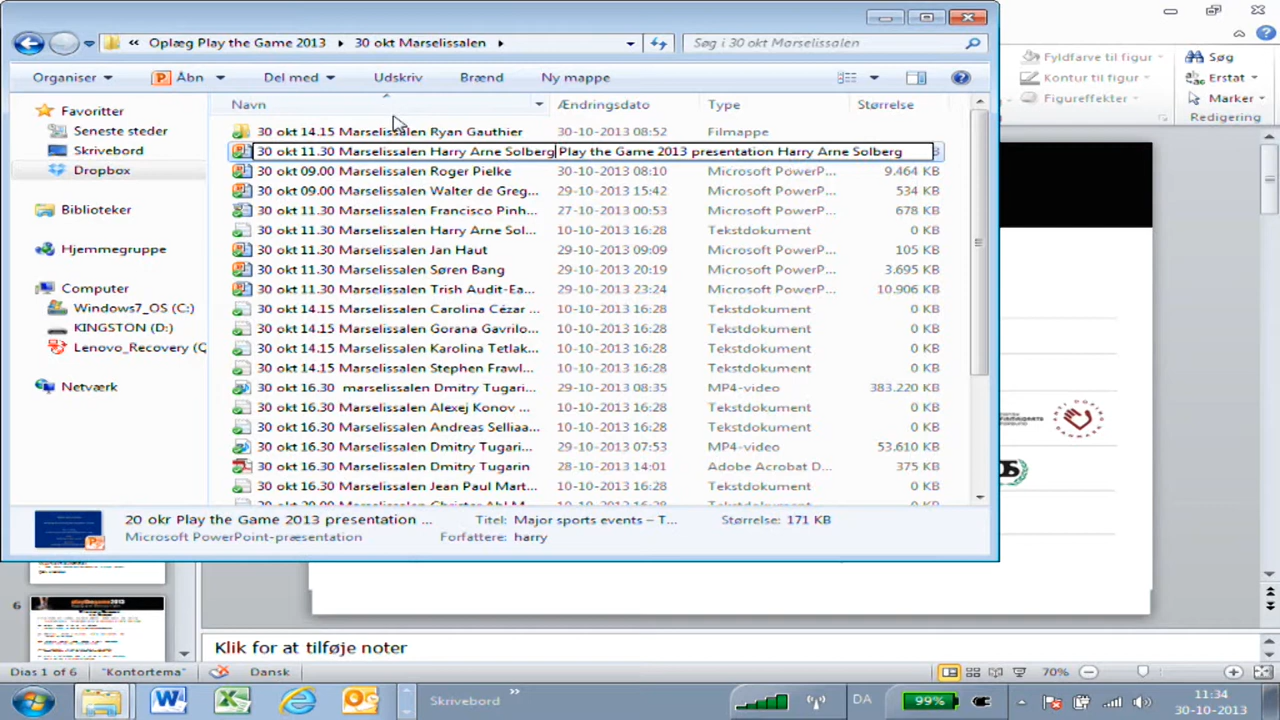 « Oplæg Play the Game 2013 ▸ 30 okt Marselissalen ▸
Søg i 30 okt Marselissalen
Organiser
Åbn
Del med
Udskriv
Brænd
Ny mappe
Favoritter
Seneste steder
Skrivebord
Dropbox
Biblioteker
Hjemmegruppe
Computer
Windows7_OS (C:)
KINGSTON (D:)
Lenovo_Recovery (Q
Netværk
Navn Ændringsdato Type Størrelse
30 okt 14.15 Marselissalen Ryan Gauthier 30-10-2013 08:52 Filmappe
30 okt 11.30 Marselissalen Harry Arne Solberg Play the Game 2013 presentation Harry Arne Solberg
30 okt 09.00 Marselissalen Roger Pielke 30-10-2013 08:10 Microsoft PowerP... 9.464 KB
30 okt 09.00 Marselissalen Walter de Greg... 29-10-2013 15:42 Microsoft PowerP... 534 KB
30 okt 11.30 Marselissalen Francisco Pinh... 27-10-2013 00:53 Microsoft PowerP... 678 KB
30 okt 11.30 Marselissalen Harry Arne Sol... 10-10-2013 16:28 Tekstdokument 0 KB
30 okt 11.30 Marselissalen Jan Haut 29-10-2013 09:09 Microsoft PowerP... 105 KB
30 okt 11.30 Marselissalen Søren Bang 29-10-2013 20:19 Microsoft PowerP... 3.695 KB
30 okt 11.30 Marselissalen Trish Audit-Ea... 29-10-2013 23:24 Microsoft PowerP... 10.906 KB
30 okt 14.15 Marselissalen Carolina Cézar ... 10-10-2013 16:28 Tekstdokument 0 KB
30 okt 14.15 Marselissalen Gorana Gavrilo... 10-10-2013 16:28 Tekstdokument 0 KB
30 okt 14.15 Marselissalen Karolina Tetlak... 10-10-2013 16:28 Tekstdokument 0 KB
30 okt 14.15 Marselissalen Stephen Frawl... 10-10-2013 16:28 Tekstdokument 0 KB
30 okt 16.30  marselissalen Dmitry Tugari... 29-10-2013 08:35 MP4-video 383.220 KB
30 okt 16.30 Marselissalen Alexej Konov ... 10-10-2013 16:28 Tekstdokument 0 KB
30 okt 16.30 Marselissalen Andreas Selliaa... 10-10-2013 16:28 Tekstdokument 0 KB
30 okt 16.30 Marselissalen Dmitry Tugarin... 29-10-2013 07:53 MP4-video 53.610 KB
30 okt 16.30 Marselissalen Dmitry Tugarin 28-10-2013 14:01 Adobe Acrobat D... 375 KB
30 okt 16.30 Marselissalen Jean Paul Mart... 10-10-2013 16:28 Tekstdokument 0 KB
20 okr Play the Game 2013 presentation ... Titel: Major sports events – T... Størrelse: 171 KB
Microsoft PowerPoint-præsentation Forfattere: harry
Fyldfarve til figur
Kontur til figur
Figureffekter
Søg
Erstat
Marker
Redigering
6
Klik for at tilføje noter
Dias 1 of 6 "Kontortema" Dansk 70%
Skrivebord » DA 99% 11:34
30-10-2013